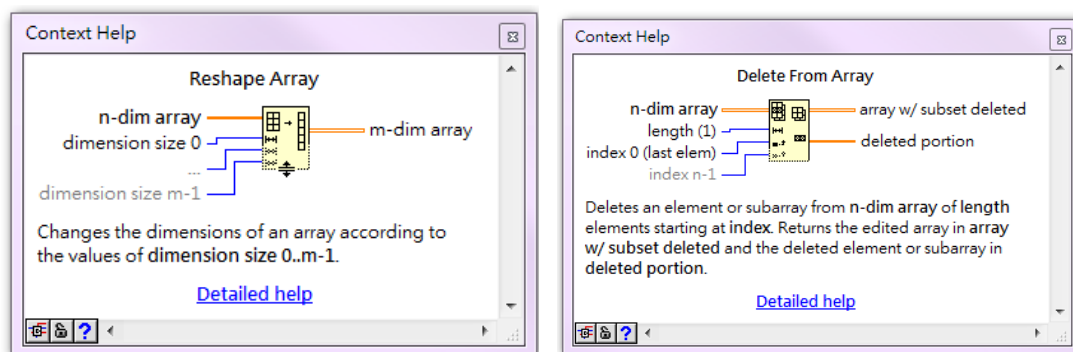 Context Help
Reshape Array
n-dim array
dimension size 0
...
dimension size m-1
m-dim array
Changes the dimensions of an array according to
the values of dimension size 0..m-1.
Detailed help
?
Context Help
Delete From Array
n-dim array
length (1)
index 0 (last elem)
index n-1
array w/ subset deleted
deleted portion
Deletes an element or subarray from n-dim array of length
elements starting at index. Returns the edited array in array
w/ subset deleted and the deleted element or subarray in
deleted portion.
Detailed help
?